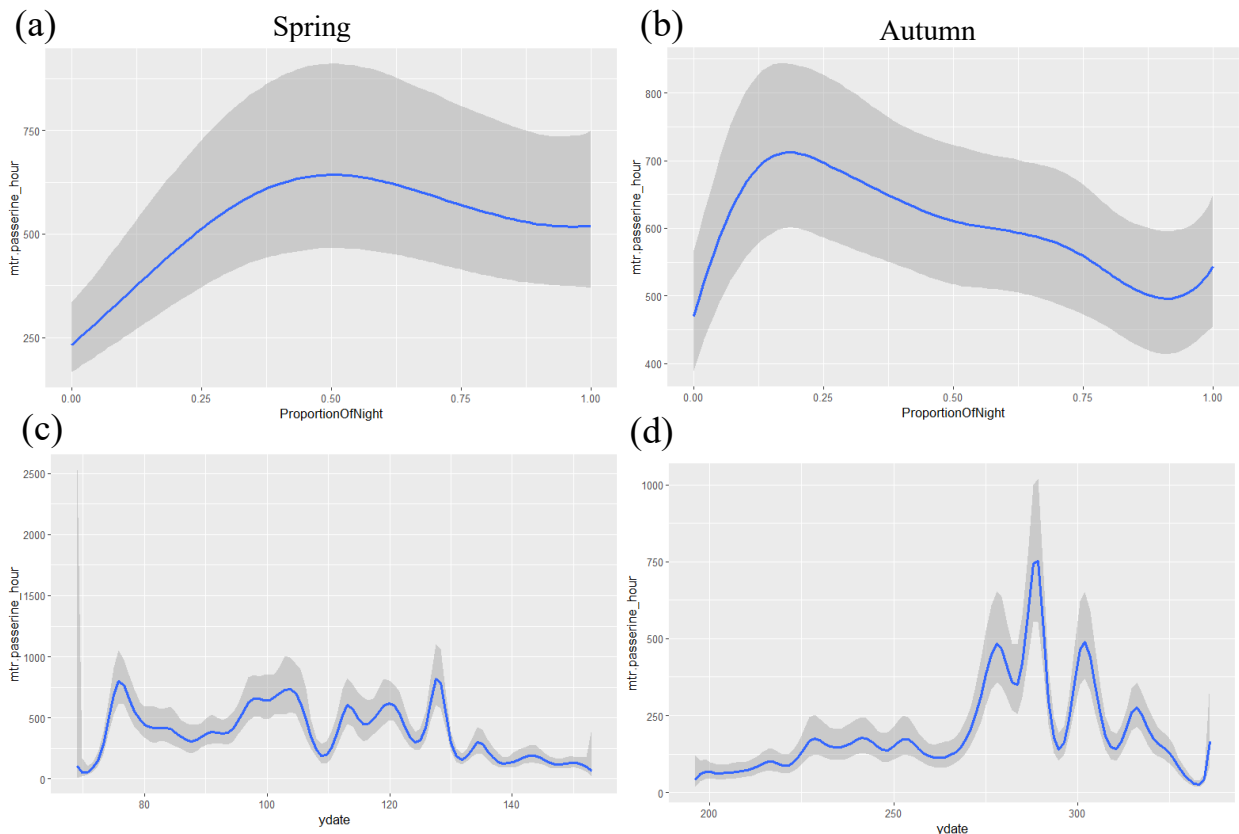 (a) Spring
(b) Autumn
mtr.passerine_hour
750
500
250
0.00 0.25 0.50 0.75 1.00
ProportionOfNight
mtr.passerine_hour
800
700
600
500
400
0.00 0.25 0.50 0.75 1.00
ProportionOfNight
(c)
mtr.passerine_hour
2500
2000
1500
1000
500
0
80 100 120 140
ydate
(d)
mtr.passerine_hour
1000
750
500
250
0
200 250 300
ydate